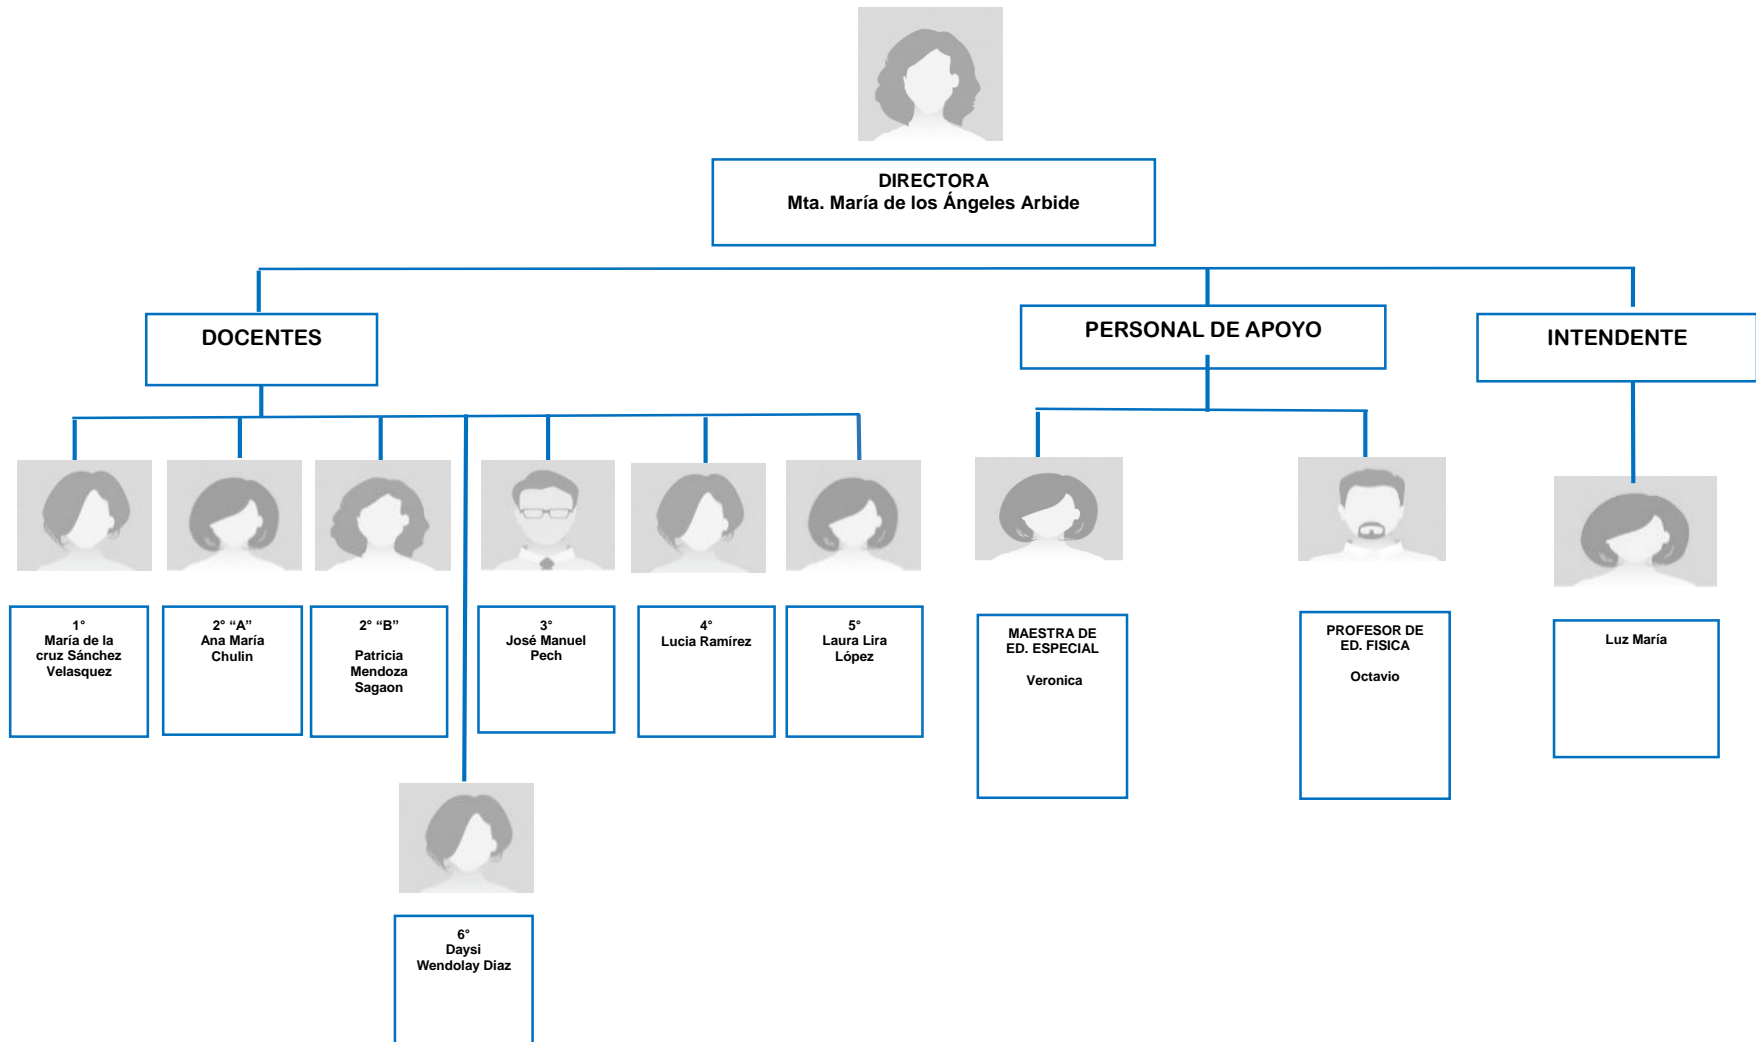 DIRECTORA
Mta. María de los Ángeles Arbide
DOCENTES
PERSONAL DE APOYO
INTENDENTE
1°
María de la
cruz Sánchez
Velasquez
2° “A”
Ana María
Chulin
2° “B”
Patricia
Mendoza
Sagaon
3°
José Manuel
Pech
4°
Lucia Ramírez
5°
Laura Lira
López
MAESTRA DE
ED. ESPECIAL
Veronica
PROFESOR DE
ED. FISICA
Octavio
Luz María
6°
Daysi
Wendolay Diaz